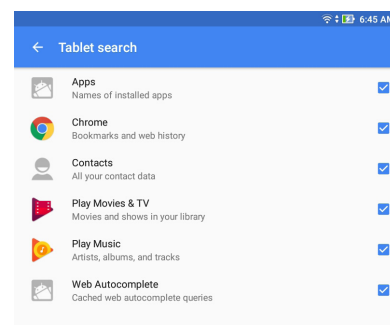 6:45 AM
Tablet search
Apps
Names of installed apps
Chrome
Bookmarks and web history
Contacts
All your contact data
Play Movies & TV
Movies and shows in your library
Play Music
Artists, albums, and tracks
Web Autocomplete
Cached web autocomplete queries